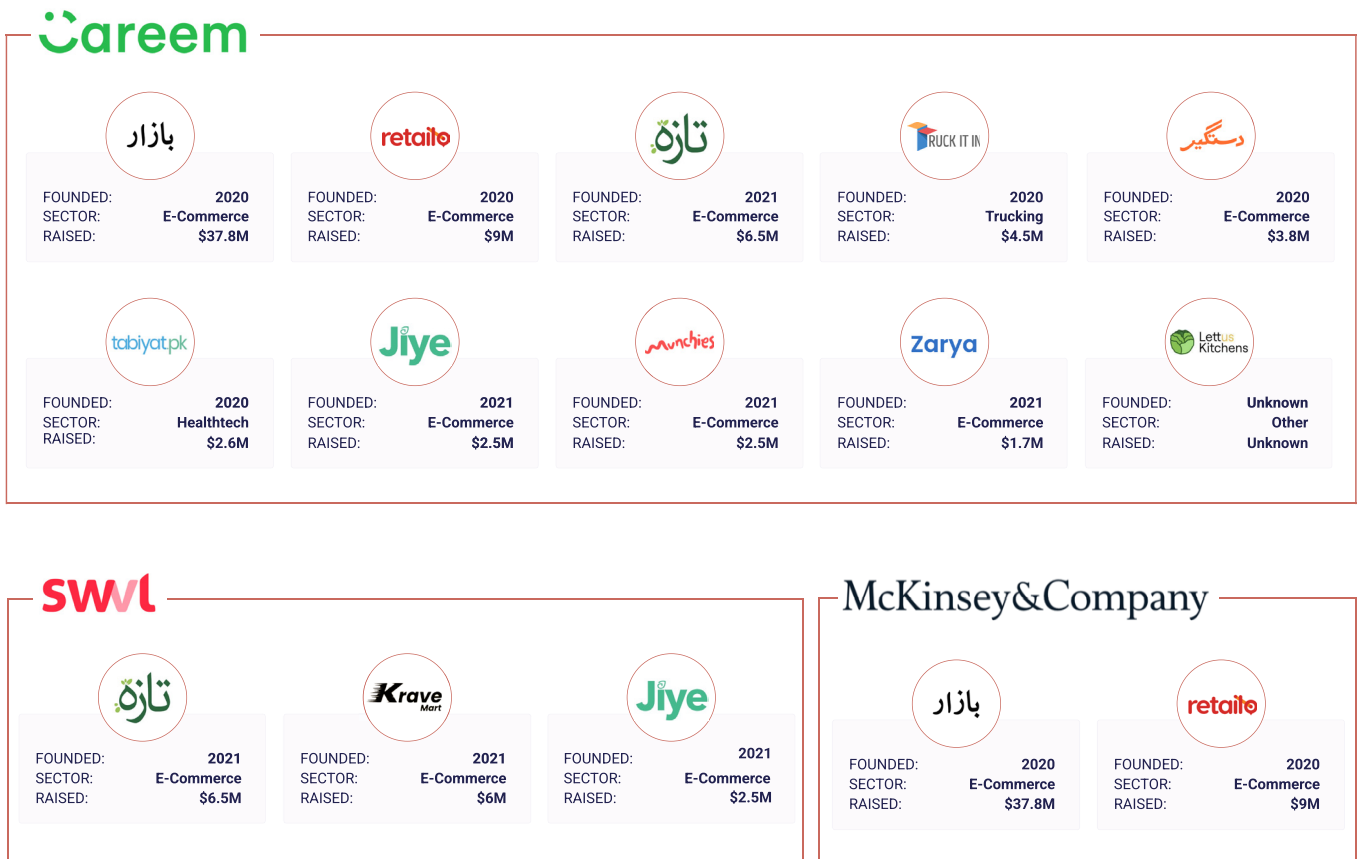 Careem
بازار
retailo
تازه
TRUCK IT IN
دستگیر
FOUNDED: 2020
SECTOR: E-Commerce
RAISED: $37.8M
FOUNDED: 2020
SECTOR: E-Commerce
RAISED: $9M
FOUNDED: 2021
SECTOR: E-Commerce
RAISED: $6.5M
FOUNDED: 2020
SECTOR: Trucking
RAISED: $4.5M
FOUNDED: 2020
SECTOR: E-Commerce
RAISED: $3.8M
tabiyatpk
Jiye
munchies
Zarya
Lettus
Kitchens
FOUNDED: 2020
SECTOR: Healthtech
RAISED: $2.6M
FOUNDED: 2021
SECTOR: E-Commerce
RAISED: $2.5M
FOUNDED: 2021
SECTOR: E-Commerce
RAISED: $2.5M
FOUNDED: 2021
SECTOR: E-Commerce
RAISED: $1.7M
FOUNDED: Unknown
SECTOR: Other
RAISED: Unknown
swvl
تازه
Krave
Mart
Jiye
FOUNDED: 2021
SECTOR: E-Commerce
RAISED: $6.5M
FOUNDED: 2021
SECTOR: E-Commerce
RAISED: $6M
FOUNDED: 2021
SECTOR: E-Commerce
RAISED: $2.5M
McKinsey&Company
بازار
retailo
FOUNDED: 2020
SECTOR: E-Commerce
RAISED: $37.8M
FOUNDED: 2020
SECTOR: E-Commerce
RAISED: $9M